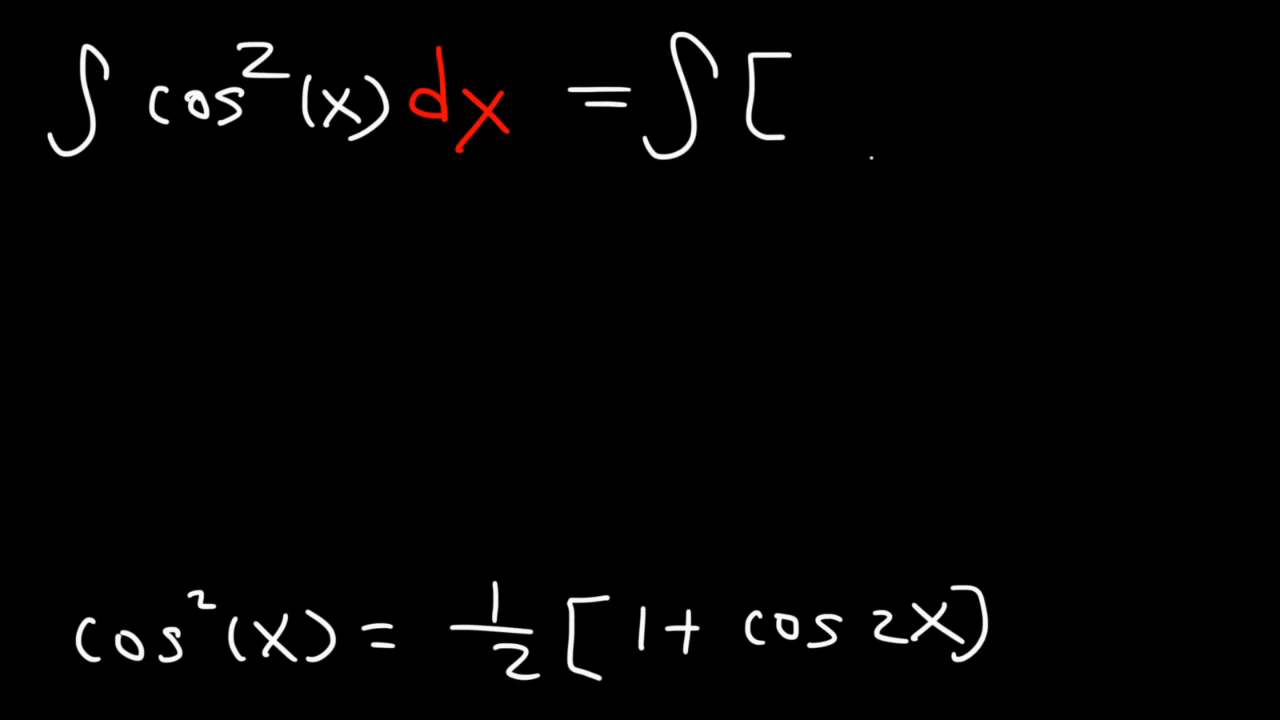 ∫ cos²(x) dx = ∫ [
cos²(x) = 1/2 [1 + cos 2x)